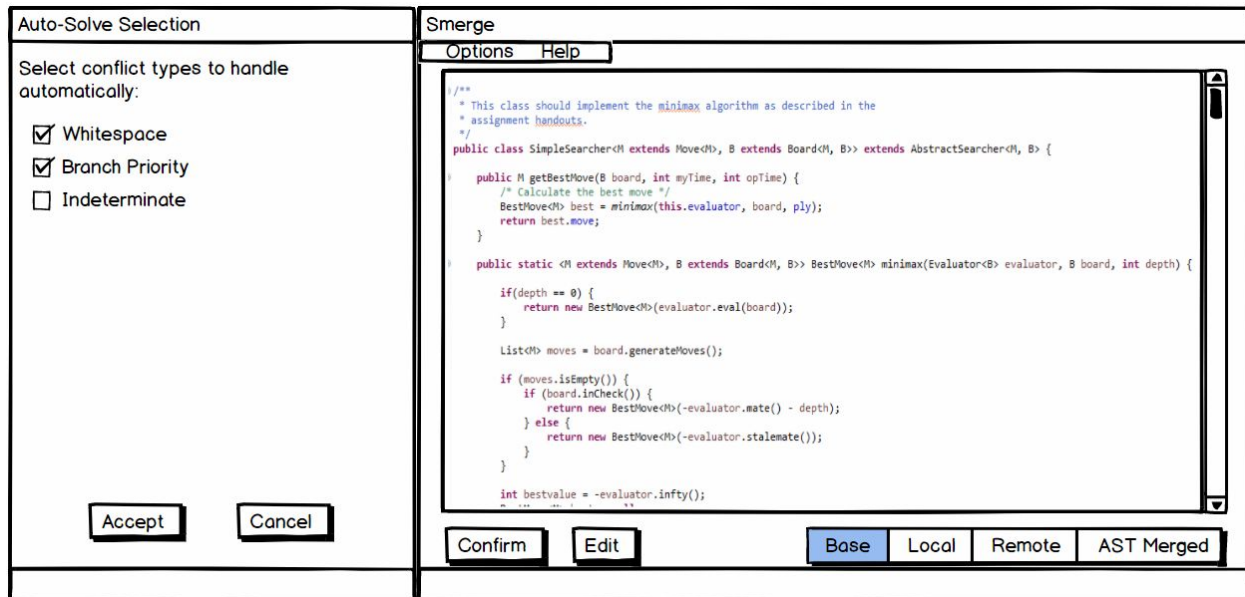 Auto-Solve Selection
Select conflict types to handle
automatically:
Whitespace
Branch Priority
Indeterminate
Accept
Cancel
Smerge
Options Help
/**
* This class should implement the minimax algorithm as described in the
* assignment handouts.
*/
public class SimpleSearcher<M extends Move<M>, B extends Board<M, B>> extends AbstractSearcher<M, B> {
public M getBestMove(B board, int myTime, int opTime) {
/* Calculate the best move */
BestMove<M> best = minimax(this.evaluator, board, ply);
return best.move;
}
public static <M extends Move<M>, B extends Board<M, B>> BestMove<M> minimax(Evaluator<B> evaluator, B board, int depth) {
if(depth == 0) {
return new BestMove<M>(evaluator.eval(board));
}
List<M> moves = board.generateMoves();
if (moves.isEmpty()) {
if (board.inCheck()) {
return new BestMove<M>(-evaluator.mate() - depth);
} else {
return new BestMove<M>(-evaluator.stalemate());
}
}
int bestvalue = -evaluator.infty();
Confirm
Edit
Base
Local
Remote
AST Merged